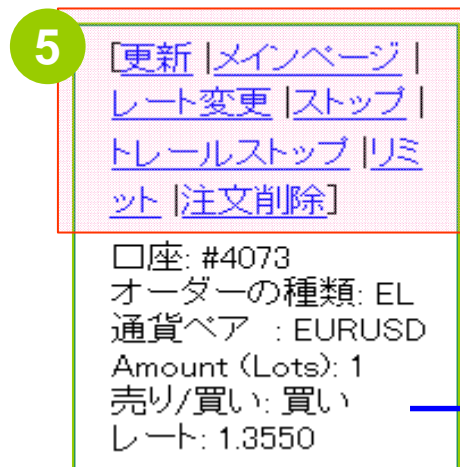 5
[更新 |メインページ |
レート変更 |ストップ |
トレールストップ |リミ
ット |注文削除]
口座: #4073
オーダーの種類: EL
通貨ペア : EURUSD
Amount (Lots): 1
売り/買い: 買い
レート: 1.3550